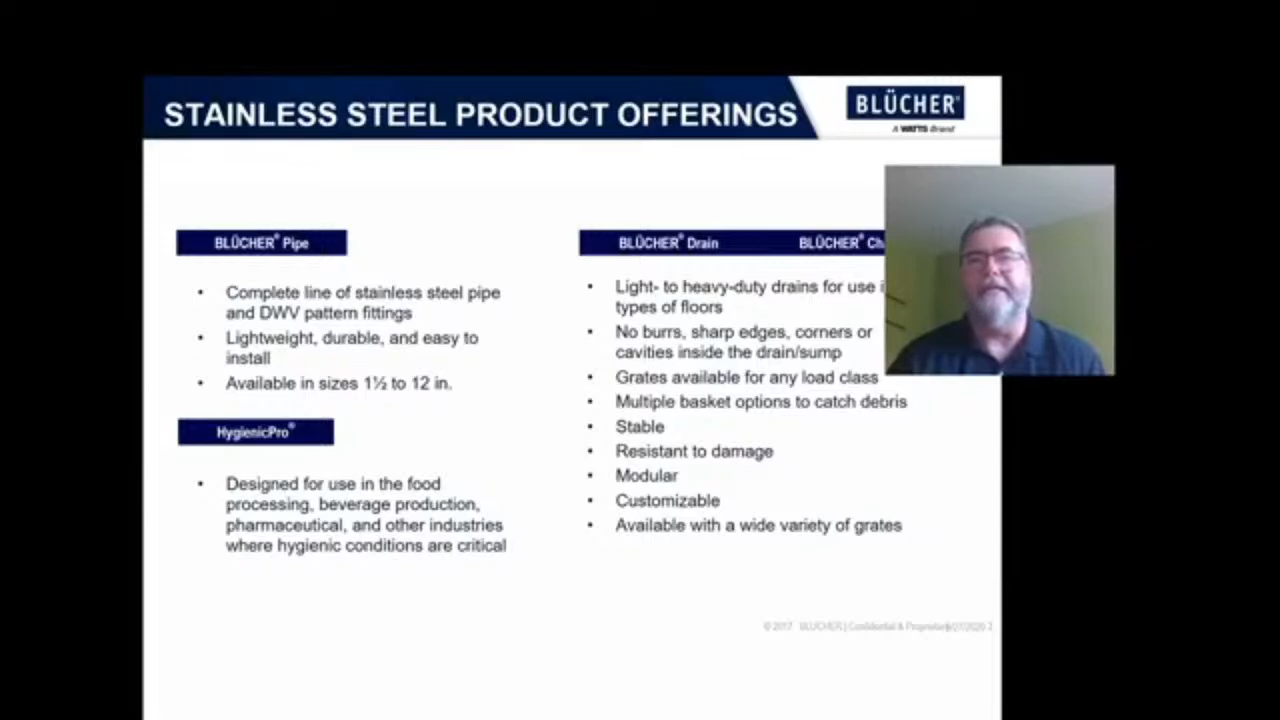 STAINLESS STEEL PRODUCT OFFERINGS
BLÜCHER®
A WATTS Brand
BLÜCHER® Pipe
• Complete line of stainless steel pipe
and DWV pattern fittings
• Lightweight, durable, and easy to
install
• Available in sizes 1½ to 12 in.
HygienicPro®
• Designed for use in the food
processing, beverage production,
pharmaceutical, and other industries
where hygienic conditions are critical
BLÜCHER® Drain
BLÜCHER®
• Light- to heavy-duty drains for use
types of floors
• No burrs, sharp edges, corners or
cavities inside the drain/sump
• Grates available for any load class
• Multiple basket options to catch debris
• Stable
• Resistant to damage
• Modular
• Customizable
• Available with a wide variety of grates
© 2017 BLÜCHER | Confidential & Proprietary